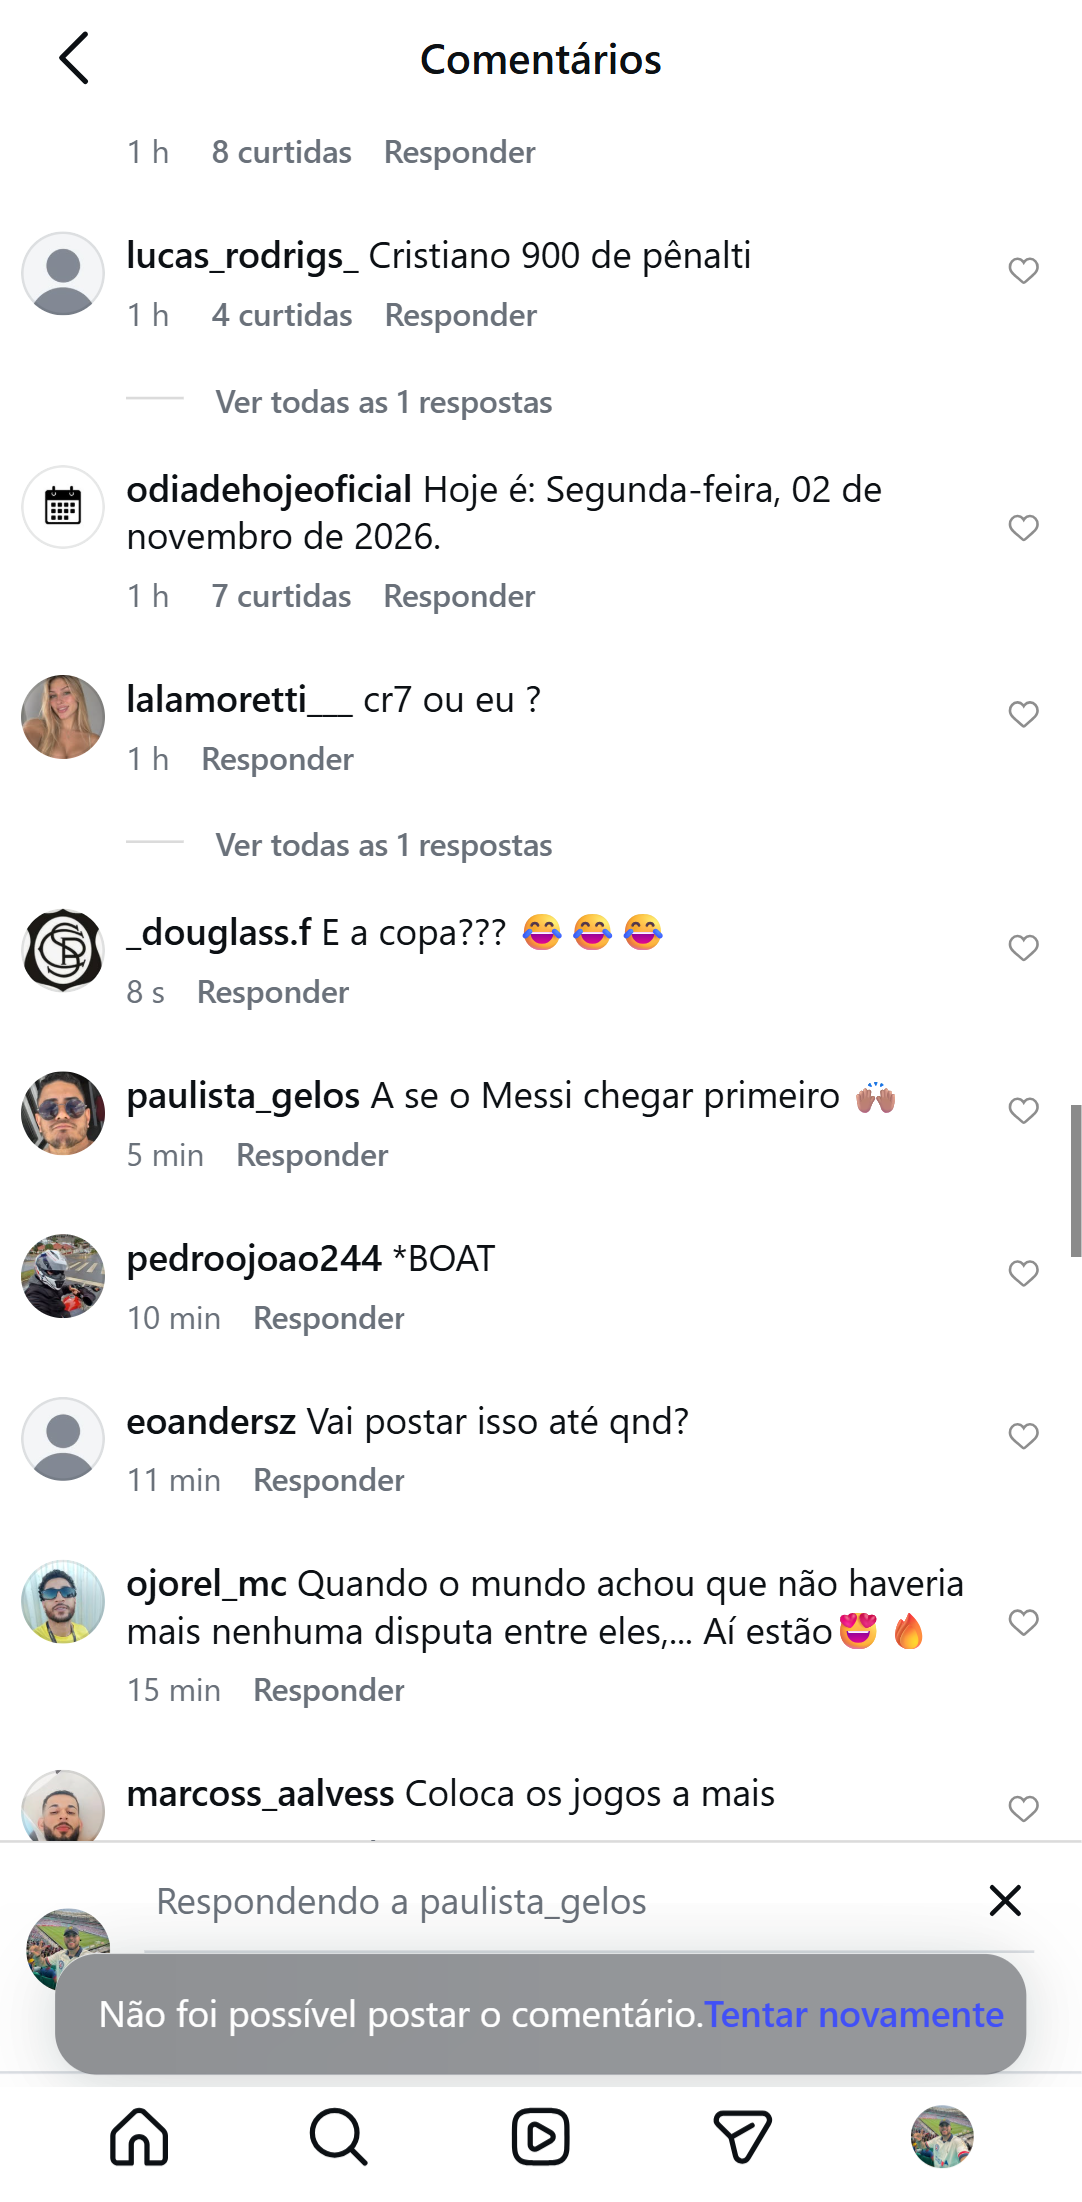 Comentários
1 h 8 curtidas Responder
lucas_rodrigs_ Cristiano 900 de pênalti
1 h 4 curtidas Responder
Ver todas as 1 respostas
odiadehojeoficial Hoje é: Segunda-feira, 02 de
novembro de 2026.
1 h 7 curtidas Responder
lalamoretti___ cr7 ou eu ?
1 h Responder
Ver todas as 1 respostas
_douglass.f E a copa??? 😂😂😂
8 s Responder
paulista_gelos A se o Messi chegar primeiro 🙌🏽
5 min Responder
pedroojoao244 *BOAT
10 min Responder
eoandersz Vai postar isso até qnd?
11 min Responder
ojorel_mc Quando o mundo achou que não haveria
mais nenhuma disputa entre eles,... Aí estão😍🔥
15 min Responder
marcoss_aalvess Coloca os jogos a mais
Respondendo a paulista_gelos
Não foi possível postar o comentário.Tentar novamente